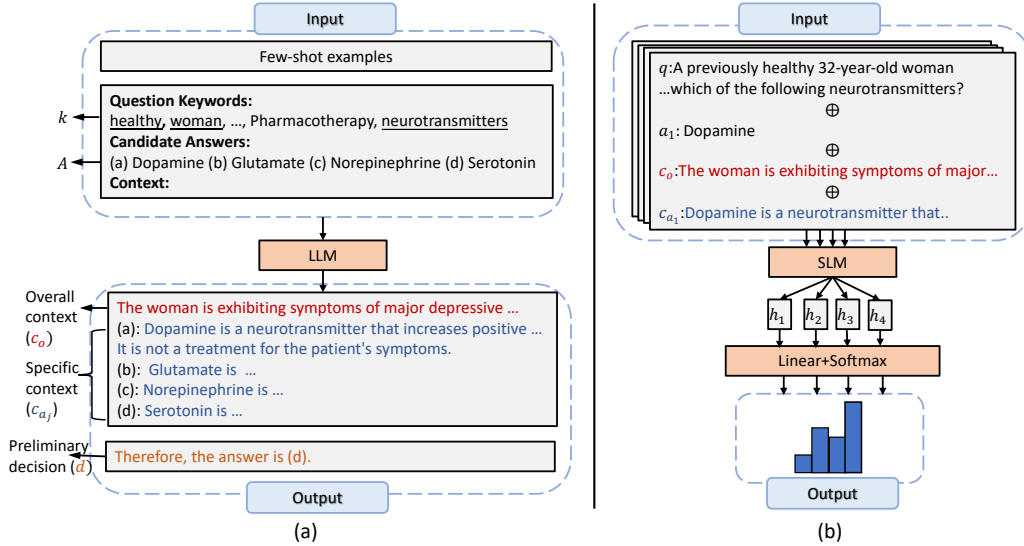 Input
Few-shot examples
k
Question Keywords:
healthy, woman, …, Pharmacotherapy, neurotransmitters
A
Candidate Answers:
(a) Dopamine (b) Glutamate (c) Norepinephrine (d) Serotonin
Context:
LLM
Overall
context
(c_o)
The woman is exhibiting symptoms of major depressive …
(a): Dopamine is a neurotransmitter that increases positive …
It is not a treatment for the patient's symptoms.
(b): Glutamate is …
(c): Norepinephrine is …
(d): Serotonin is …
Specific
context
(c_{a_j})
Preliminary
decision (d)
Therefore, the answer is (d).
Output
(a)
Input
q:A previously healthy 32-year-old woman
…which of the following neurotransmitters?
⊕
a_1: Dopamine
⊕
c_o:The woman is exhibiting symptoms of major…
⊕
c_{a_1}:Dopamine is a neurotransmitter that..
SLM
h_1 h_2 h_3 h_4
Linear+Softmax
Output
(b)